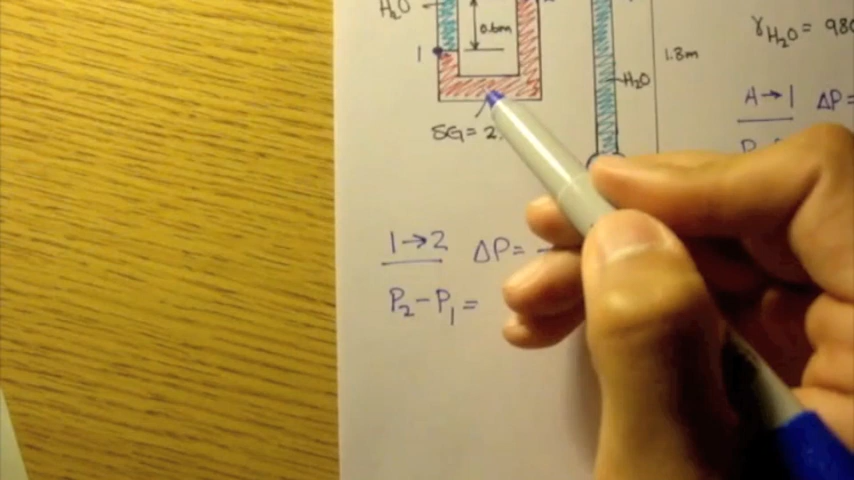 H₂O
0.6m
1
SG = 2.
H₂O
1.8m
γH₂O = 980
A→1 ΔP=
1→2 ΔP= -
P₂-P₁=